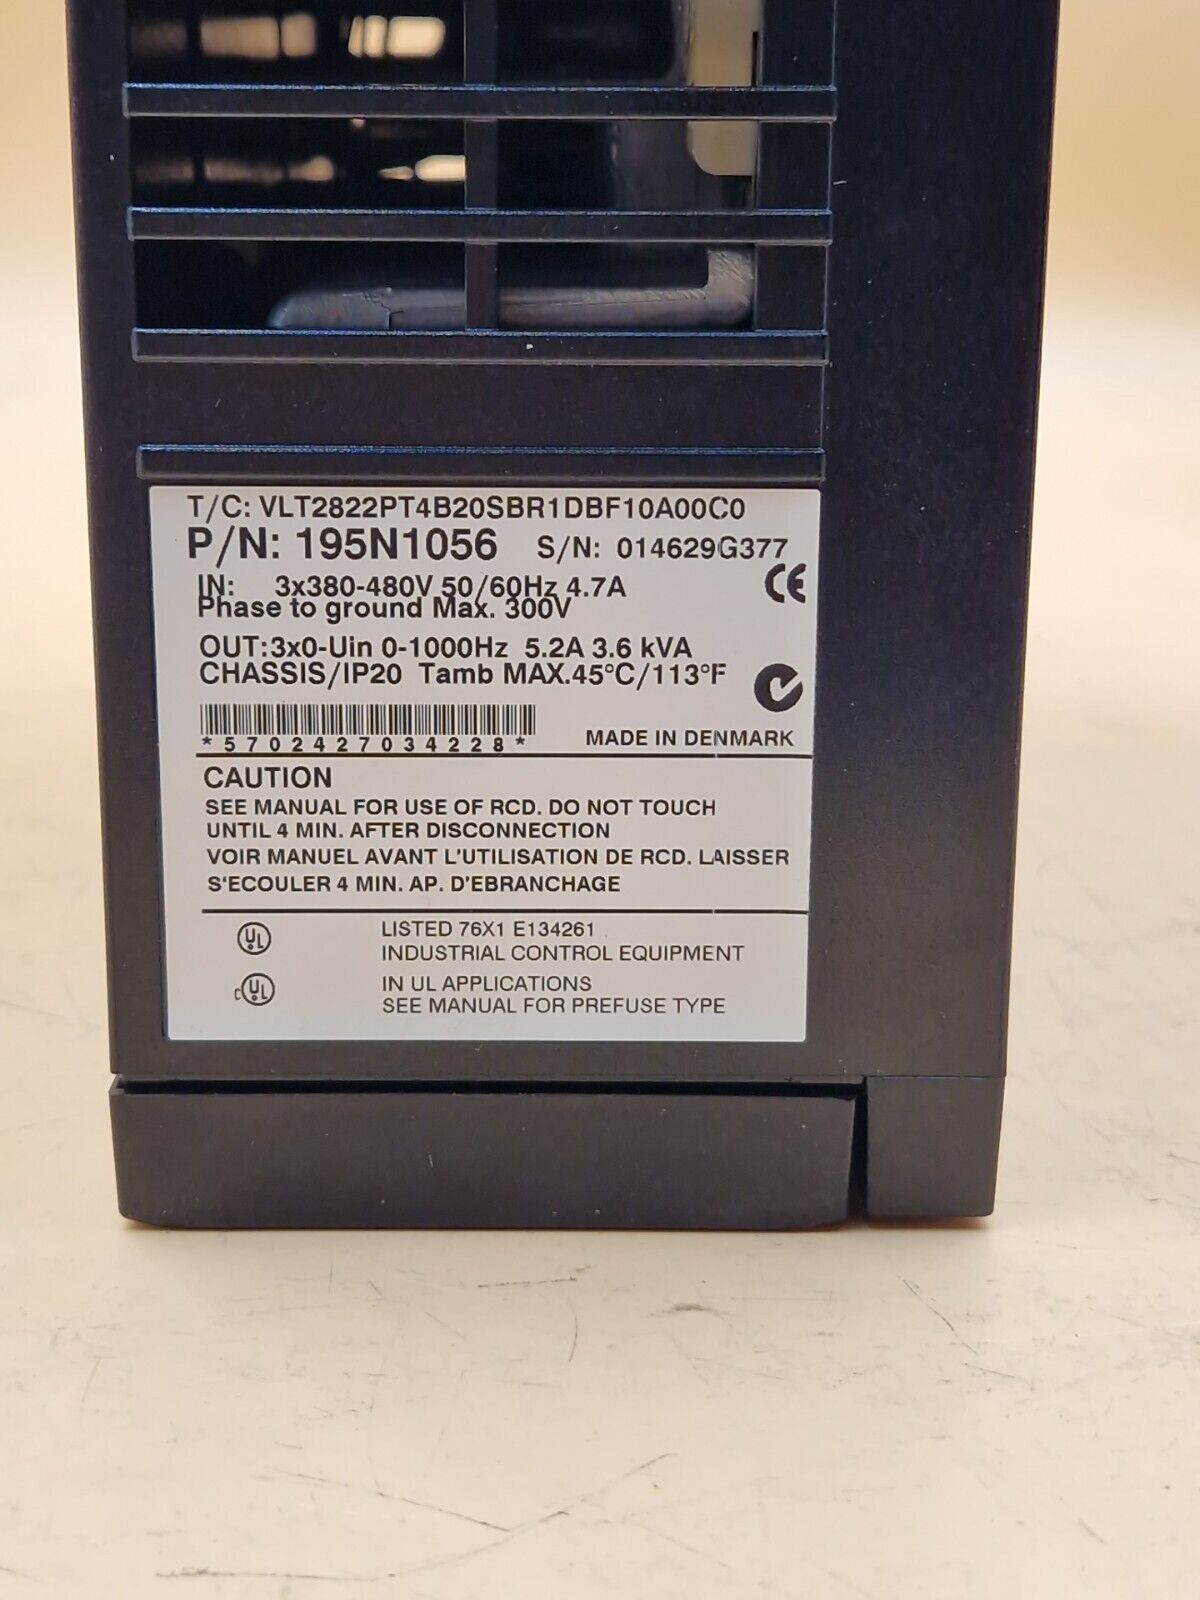 T/C: VLT2822PT4B20SBR1DBF10A00C0
P/N: 195N1056 S/N: 014629G377
IN: 3x380-480V 50/60Hz 4.7A
Phase to ground Max. 300V
CE
OUT:3x0-Uin 0-1000Hz 5.2A 3.6 kVA
CHASSIS/IP20 Tamb MAX.45°C/113°F
*5702427034228*
MADE IN DENMARK
CAUTION
SEE MANUAL FOR USE OF RCD. DO NOT TOUCH
UNTIL 4 MIN. AFTER DISCONNECTION
VOIR MANUEL AVANT L'UTILISATION DE RCD. LAISSER
S'ECOULER 4 MIN. AP. D'EBRANCHAGE
UL LISTED 76X1 E134261
INDUSTRIAL CONTROL EQUIPMENT
cUL IN UL APPLICATIONS
SEE MANUAL FOR PREFUSE TYPE